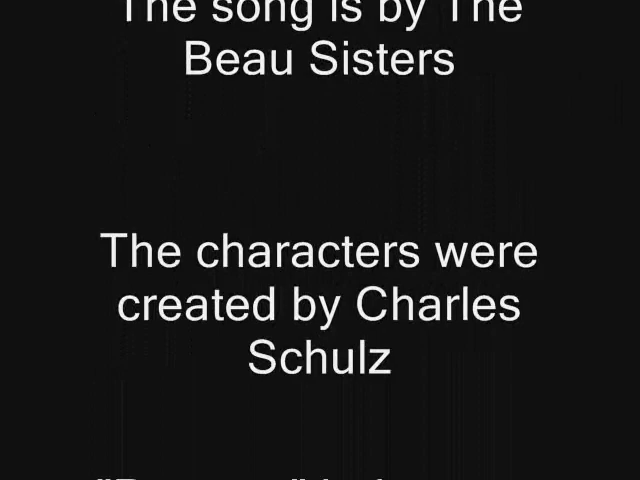 The song is by The
Beau Sisters
The characters were
created by Charles
Schulz